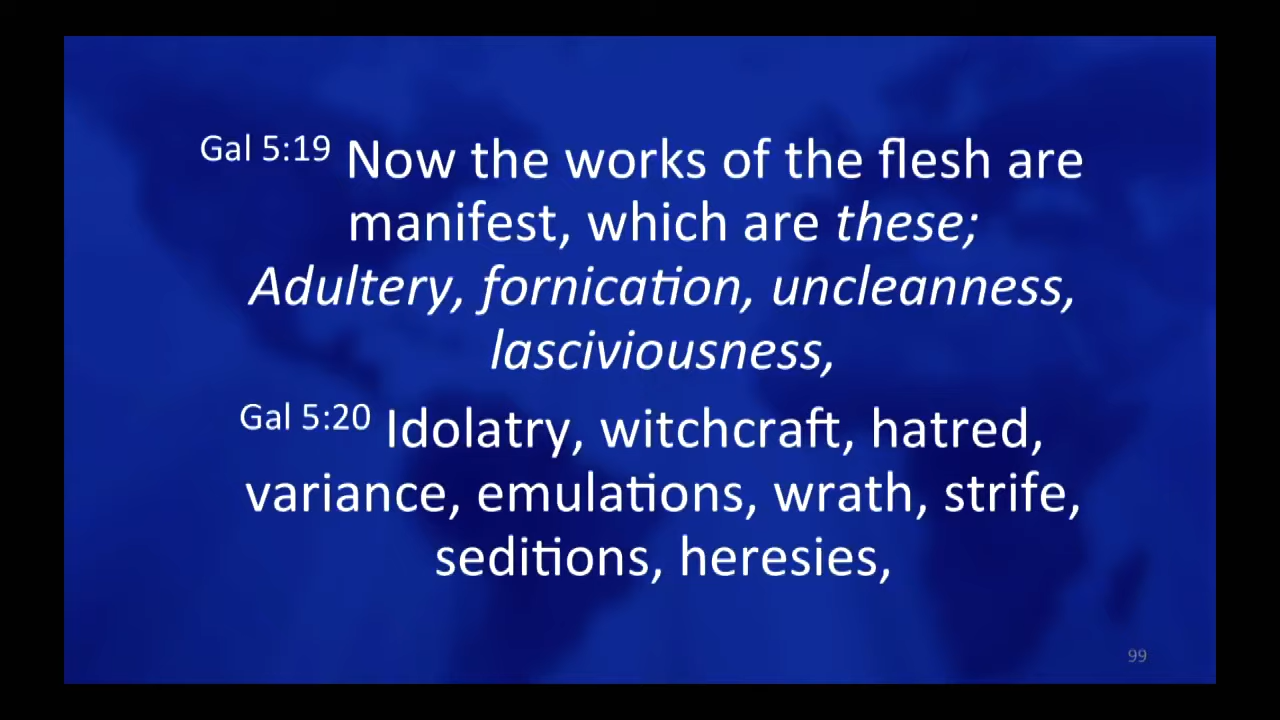 Gal 5:19 Now the works of the flesh are
manifest, which are these;
Adultery, fornication, uncleanness,
lasciviousness,
Gal 5:20 Idolatry, witchcraft, hatred,
variance, emulations, wrath, strife,
seditions, heresies,
99